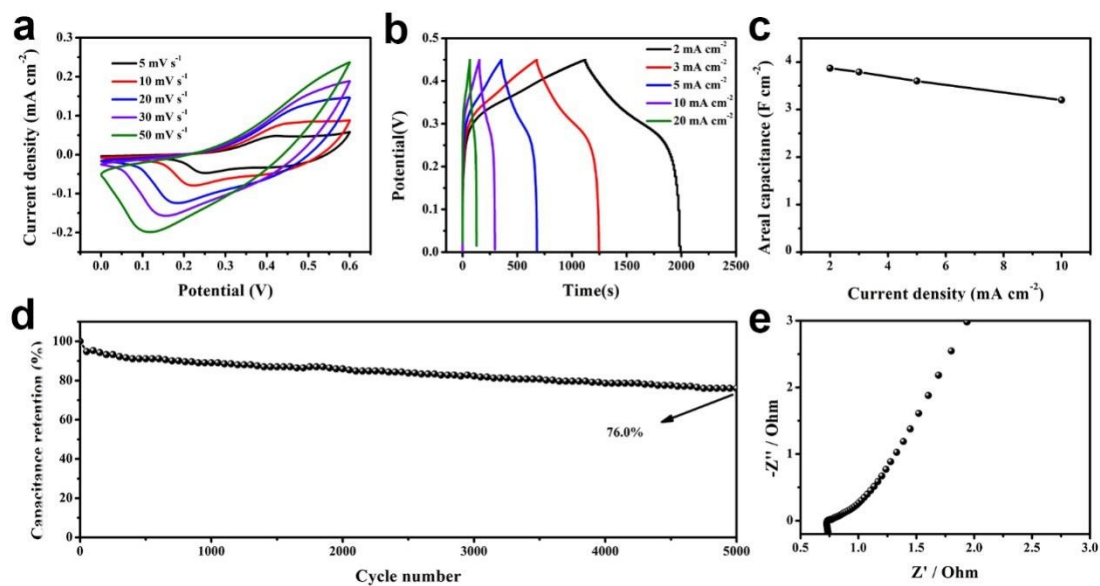 a
Current density (mA cm⁻²)
0.3
0.2
0.1
0.0
-0.1
-0.2
5 mV s⁻¹
10 mV s⁻¹
20 mV s⁻¹
30 mV s⁻¹
50 mV s⁻¹
0.0 0.1 0.2 0.3 0.4 0.5 0.6
Potential (V)
b
Potential(V)
0.6
0.5
0.4
0.3
0.2
0.1
0.0
2 mA cm⁻²
3 mA cm⁻²
5 mA cm⁻²
10 mA cm⁻²
20 mA cm⁻²
0 500 1000 1500 2000 2500
Time(s)
c
Areal capacitance (F cm⁻²)
5
4
3
2
1
0
2 4 6 8 10
Current density (mA cm⁻²)
d
Capacitance retention (%)
120
100
80
60
40
20
0
76.0%
0 1000 2000 3000 4000 5000
Cycle number
e
-Z'' / Ohm
3
2
1
0
0.5 1.0 1.5 2.0 2.5 3.0
Z' / Ohm